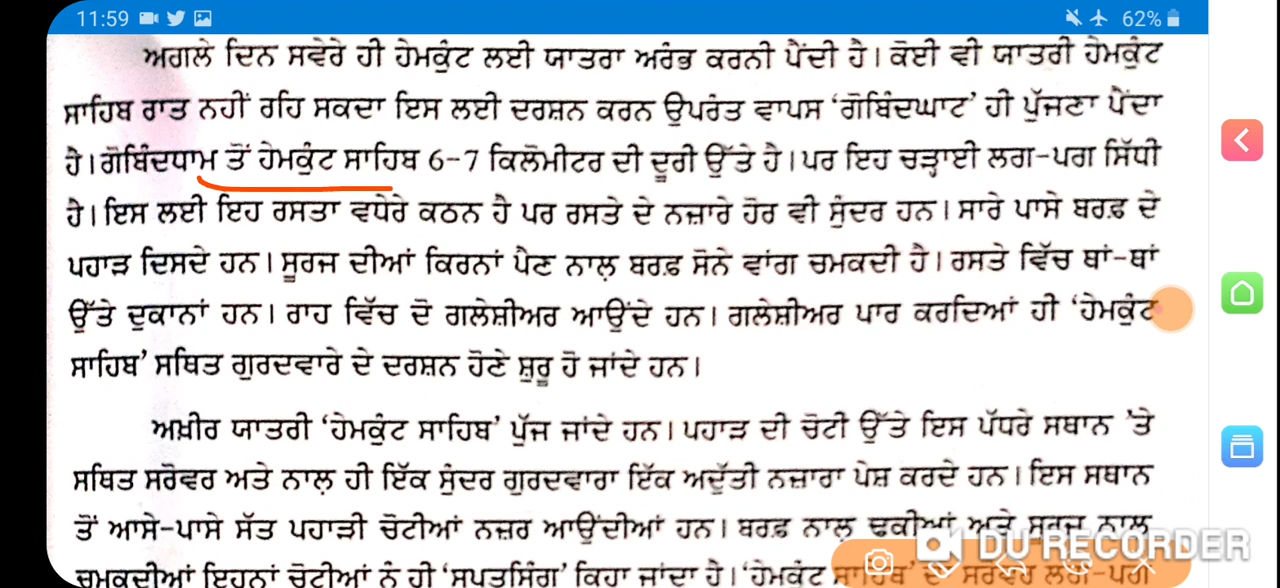 11:59
62%
ਅਗਲੇ ਦਿਨ ਸਵੇਰੇ ਹੀ ਹੇਮਕੁੰਟ ਲਈ ਯਾਤਰਾ ਅਰੰਭ ਕਰਨੀ ਪੈਂਦੀ ਹੈ। ਕੋਈ ਵੀ ਯਾਤਰੀ ਹੇਮਕੁੰਟ
ਸਾਹਿਬ ਰਾਤ ਨਹੀਂ ਰਹਿ ਸਕਦਾ ਇਸ ਲਈ ਦਰਸ਼ਨ ਕਰਨ ਉਪਰੰਤ ਵਾਪਸ ‘ਗੋਬਿੰਦਘਾਟ’ ਹੀ ਪੁੱਜਣਾ ਪੈਂਦਾ
ਹੈ। ਗੋਬਿੰਦਧਾਮ ਤੋਂ ਹੇਮਕੁੰਟ ਸਾਹਿਬ 6-7 ਕਿਲੋਮੀਟਰ ਦੀ ਦੂਰੀ ਉੱਤੇ ਹੈ। ਪਰ ਇਹ ਚੜ੍ਹਾਈ ਲਗ-ਪਗ ਸਿੱਧੀ
ਹੈ। ਇਸ ਲਈ ਇਹ ਰਸਤਾ ਵਧੇਰੇ ਕਠਨ ਹੈ ਪਰ ਰਸਤੇ ਦੇ ਨਜ਼ਾਰੇ ਹੋਰ ਵੀ ਸੁੰਦਰ ਹਨ। ਸਾਰੇ ਪਾਸੇ ਬਰਫ਼ ਦੇ
ਪਹਾੜ ਦਿਸਦੇ ਹਨ। ਸੂਰਜ ਦੀਆਂ ਕਿਰਨਾਂ ਪੈਣ ਨਾਲ਼ ਬਰਫ਼ ਸੋਨੇ ਵਾਂਗ ਚਮਕਦੀ ਹੈ। ਰਸਤੇ ਵਿੱਚ ਥਾਂ-ਥਾਂ
ਉੱਤੇ ਦੁਕਾਨਾਂ ਹਨ। ਰਾਹ ਵਿੱਚ ਦੋ ਗਲੇਸ਼ੀਅਰ ਆਉਂਦੇ ਹਨ। ਗਲੇਸ਼ੀਅਰ ਪਾਰ ਕਰਦਿਆਂ ਹੀ ‘ਹੇਮਕੁੰਟ
ਸਾਹਿਬ’ ਸਥਿਤ ਗੁਰਦਵਾਰੇ ਦੇ ਦਰਸ਼ਨ ਹੋਣੇ ਸ਼ੁਰੂ ਹੋ ਜਾਂਦੇ ਹਨ।
ਅਖ਼ੀਰ ਯਾਤਰੀ ‘ਹੇਮਕੁੰਟ ਸਾਹਿਬ’ ਪੁੱਜ ਜਾਂਦੇ ਹਨ। ਪਹਾੜ ਦੀ ਚੋਟੀ ਉੱਤੇ ਇਸ ਪੱਧਰੇ ਸਥਾਨ ’ਤੇ
ਸਥਿਤ ਸਰੋਵਰ ਅਤੇ ਨਾਲ਼ ਹੀ ਇੱਕ ਸੁੰਦਰ ਗੁਰਦਵਾਰਾ ਇੱਕ ਅਦੁੱਤੀ ਨਜ਼ਾਰਾ ਪੇਸ਼ ਕਰਦੇ ਹਨ। ਇਸ ਸਥਾਨ
ਤੋਂ ਆਸੇ-ਪਾਸੇ ਸੱਤ ਪਹਾੜੀ ਚੋਟੀਆਂ ਨਜ਼ਰ ਆਉਂਦੀਆਂ ਹਨ। ਬਰਫ਼ ਨਾਲ਼ ਢਕੀਆਂ ਅਤੇ ਸੂਰਜ ਨਾਲ਼
ਚਮਕਦੀਆਂ ਇਹਨਾਂ ਚੋਟੀਆਂ ਨੂੰ ਹੀ ‘ਸਪਤਸਿੰਗ’ ਕਿਹਾ ਜਾਂਦਾ ਹੈ। ‘ਹੇਮਕੁੰਟ ਸਾਹਿਬ’ ਦਾ ਸਰੋਵਰ ਲਗ-ਪਗ
DU RECORDER